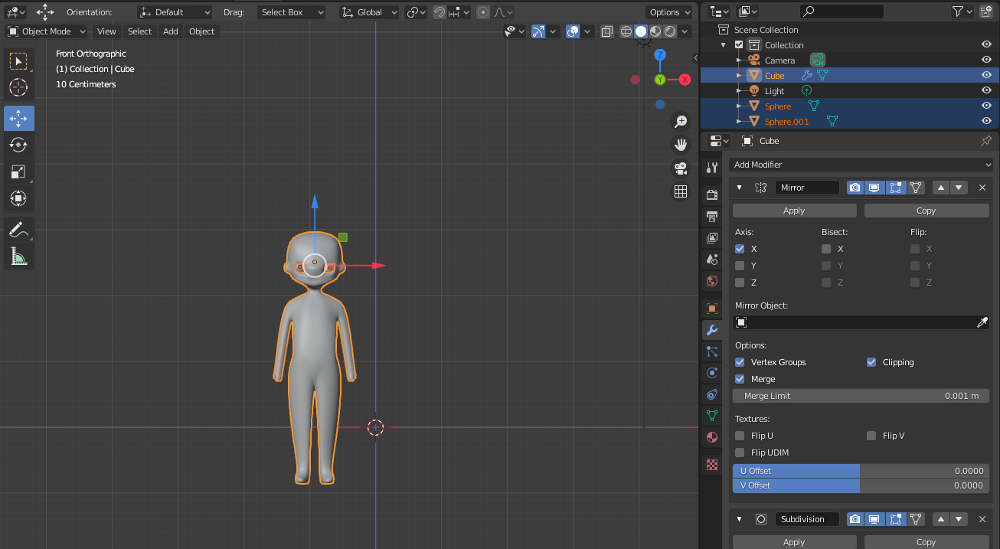 Orientation: Default Drag: Select Box Global Options
Object Mode View Select Add Object
Front Orthographic
(1) Collection | Cube
10 Centimeters
Z
Y X
Scene Collection
Collection
Camera
Cube
Light
Sphere
Sphere.001
Cube
Add Modifier
Mirror
Apply Copy
Axis: Bisect: Flip:
X X X
Y Y Y
Z Z Z
Mirror Object:
Options:
Vertex Groups Clipping
Merge
Merge Limit 0.001 m
Textures:
Flip U Flip V
Flip UDIM
U Offset 0.0000
V Offset 0.0000
Subdivision
Apply Copy